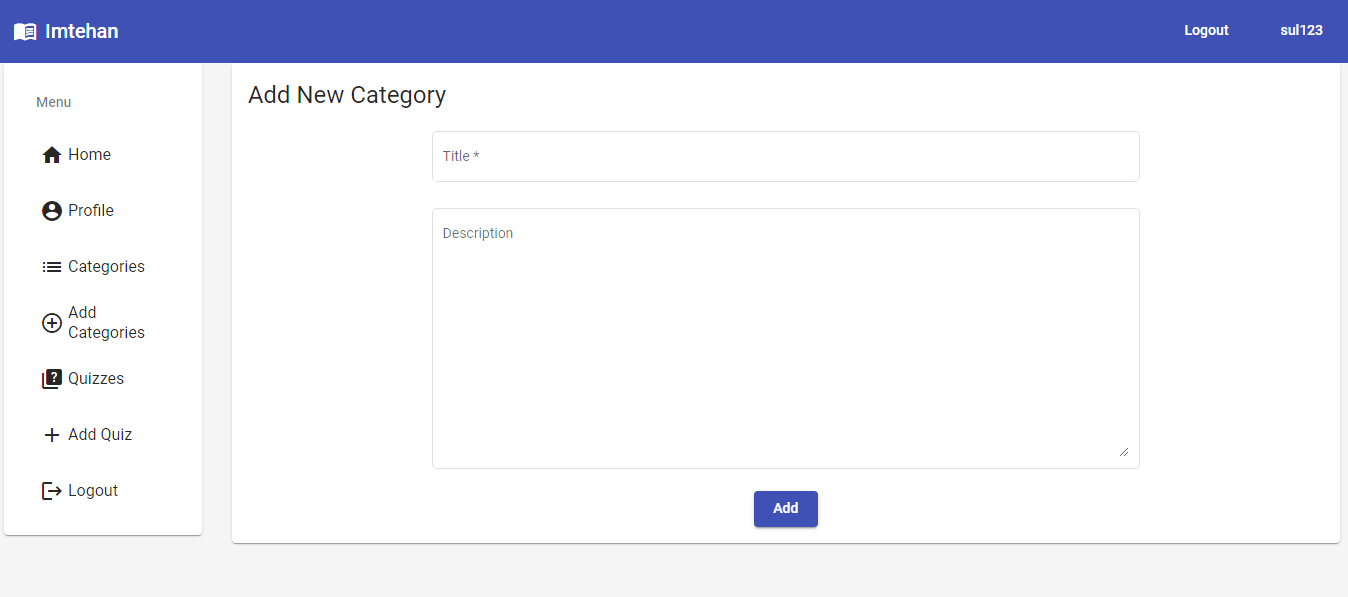 Imtehan
Logout
sul123
Menu
Home
Profile
Categories
Add
Categories
Quizzes
Add Quiz
Logout
Add New Category
Title *
Description
Add